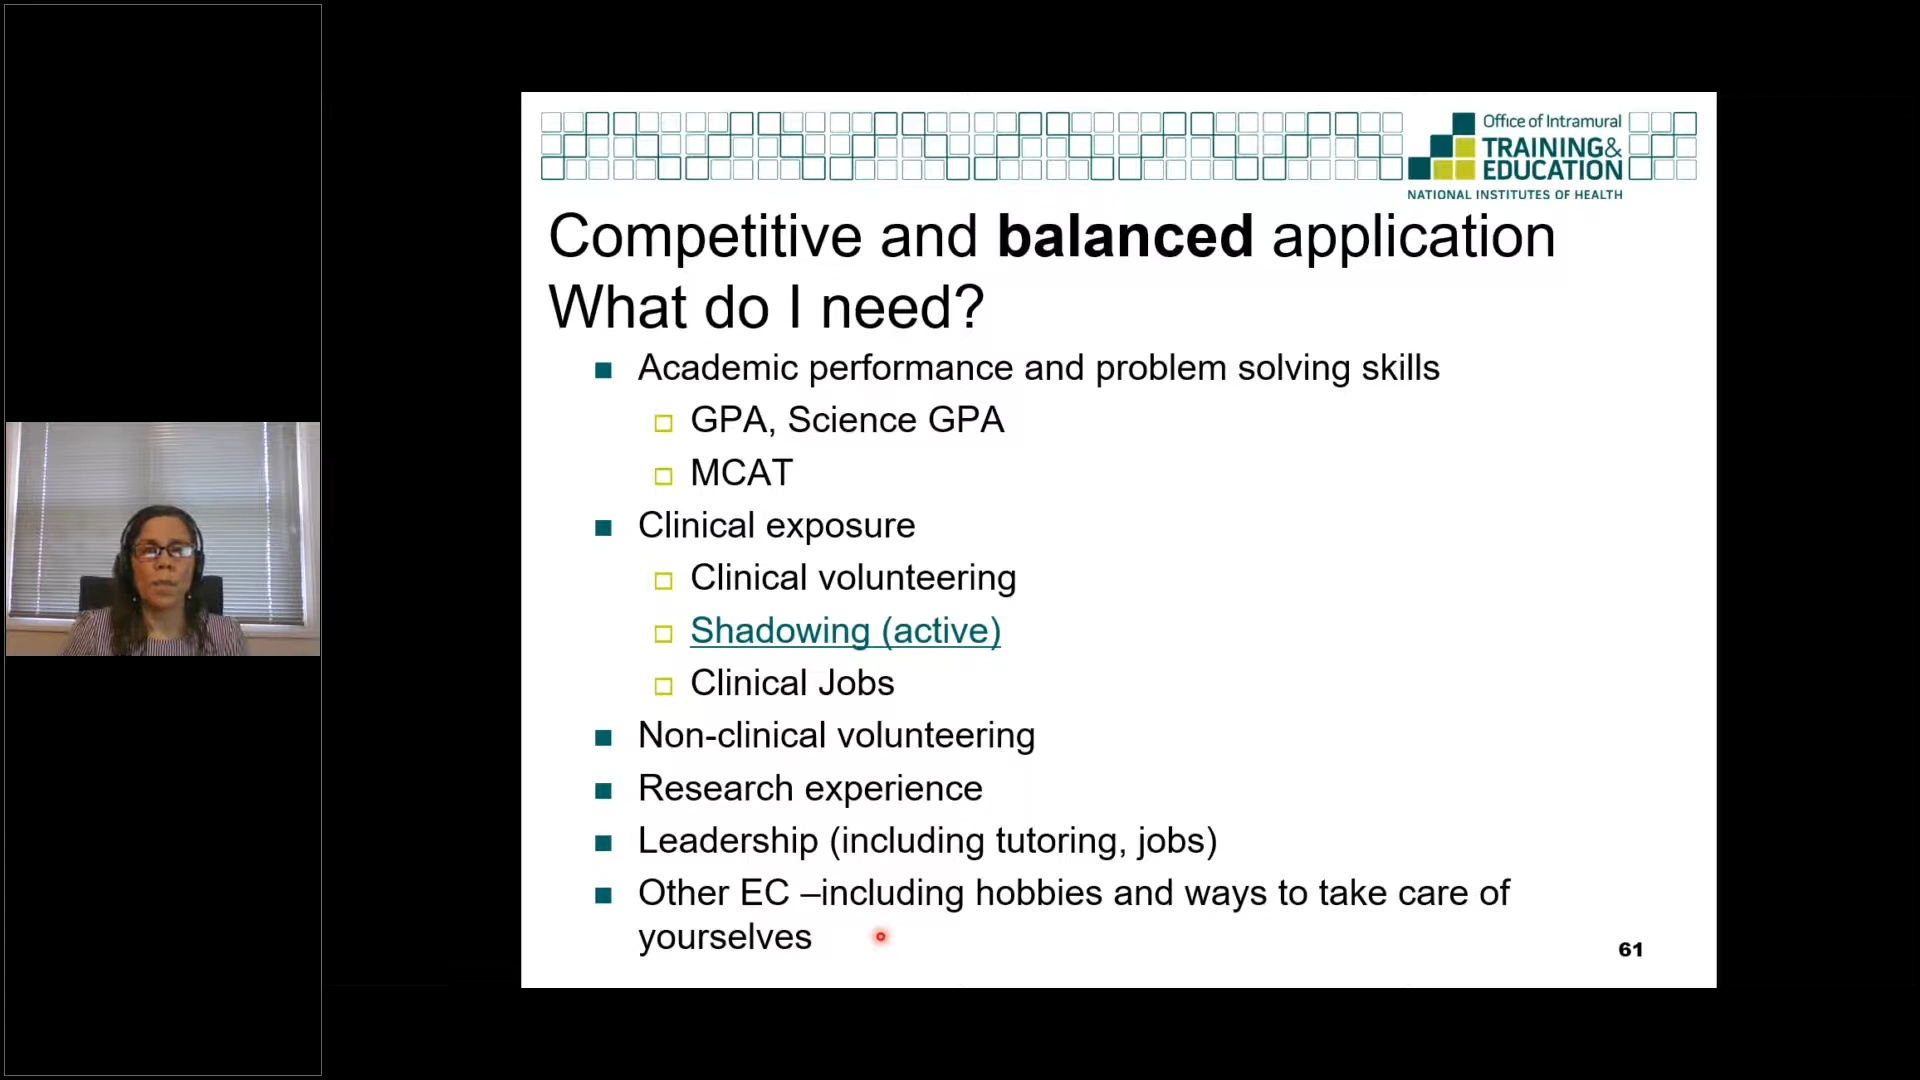 Office of Intramural
TRAINING&
EDUCATION
NATIONAL INSTITUTES OF HEALTH
Competitive and balanced application
What do I need?
Academic performance and problem solving skills
GPA, Science GPA
MCAT
Clinical exposure
Clinical volunteering
Shadowing (active)
Clinical Jobs
Non-clinical volunteering
Research experience
Leadership (including tutoring, jobs)
Other EC –including hobbies and ways to take care of
yourselves
61